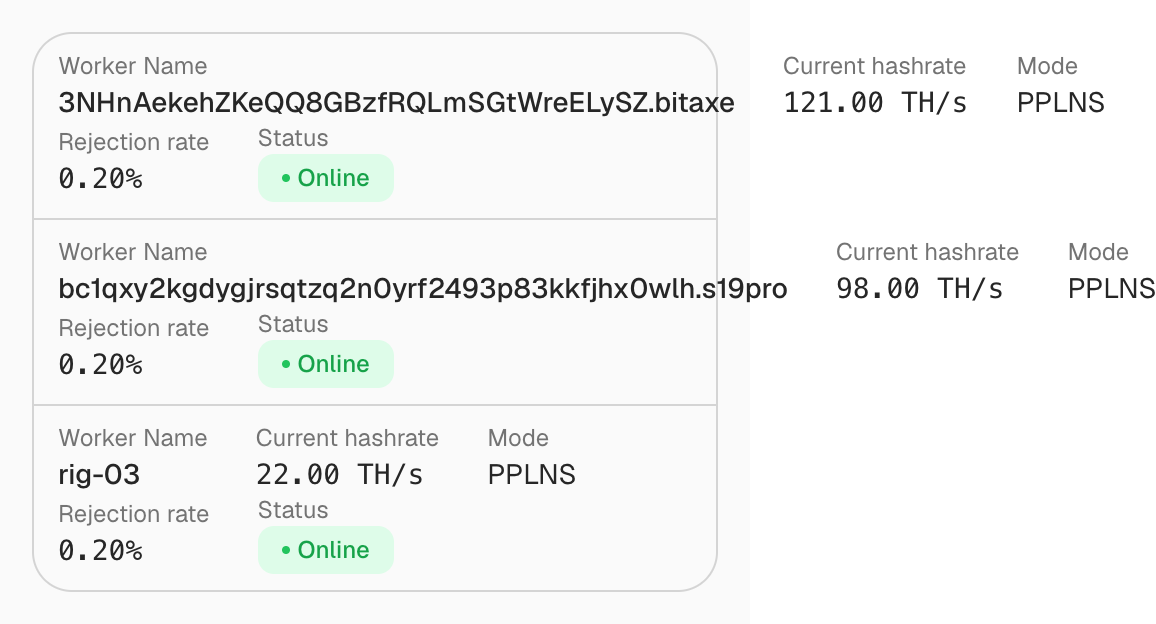 Worker Name Current hashrate Mode
3NHnAekehZKeQQ8GBzfRQLmSGtWreELySZ.bitaxe 121.00 TH/s PPLNS
Rejection rate Status
0.20% • Online
Worker Name Current hashrate Mode
bc1qxy2kgdygjrsqtzq2n0yrf2493p83kkfjhx0wlh.s19pro 98.00 TH/s PPLNS
Rejection rate Status
0.20% • Online
Worker Name Current hashrate Mode
rig-03 22.00 TH/s PPLNS
Rejection rate Status
0.20% • Online